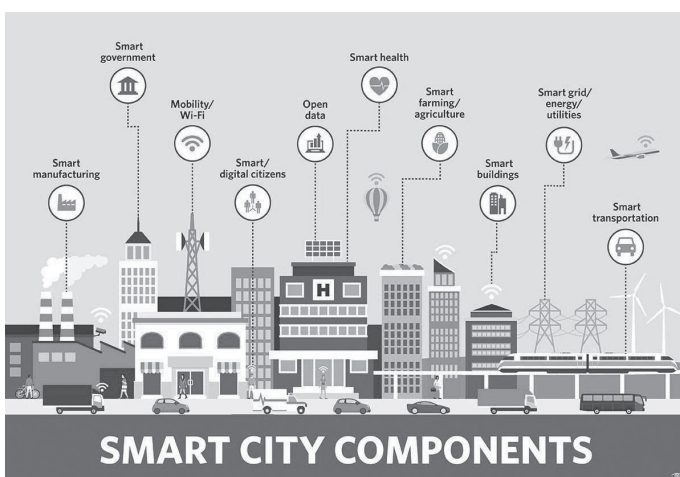 Smart
government
Smart health
Mobility/
Wi-Fi
Open
data
Smart
farming/
agriculture
Smart grid/
energy/
utilities
Smart
manufacturing
Smart/
digital citizens
Smart
buildings
Smart
transportation
H
SMART CITY COMPONENTS